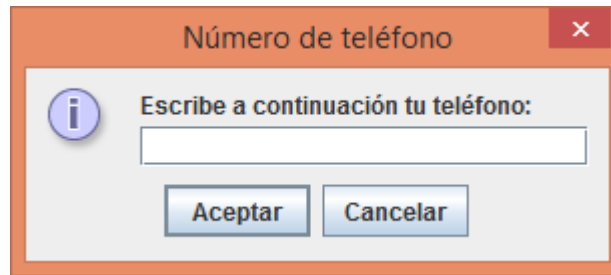 Número de teléfono
Escribe a continuación tu teléfono:
Aceptar Cancelar